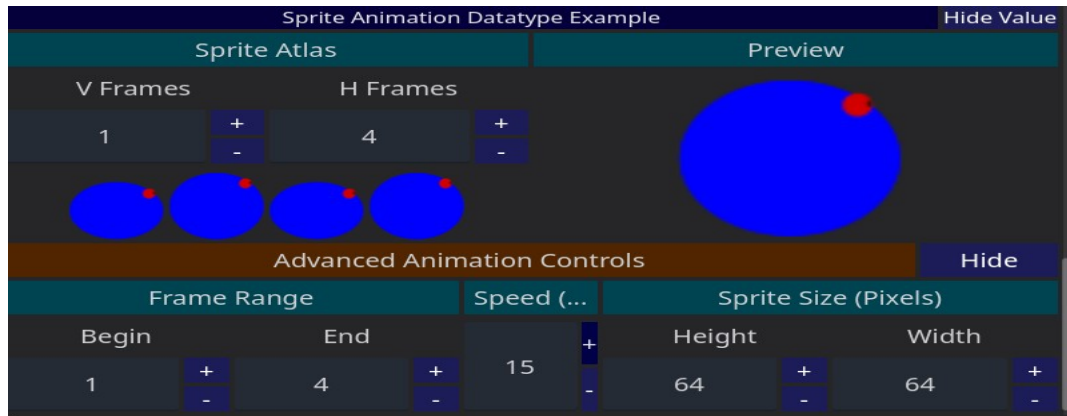 Sprite Animation Datatype Example Hide Value
Sprite Atlas Preview
V Frames H Frames
+ +
1 4
- -
Advanced Animation Controls Hide
Frame Range Speed (... Sprite Size (Pixels)
Begin End + Height Width
15
+ + + +
1 4 64 64
- - - - -